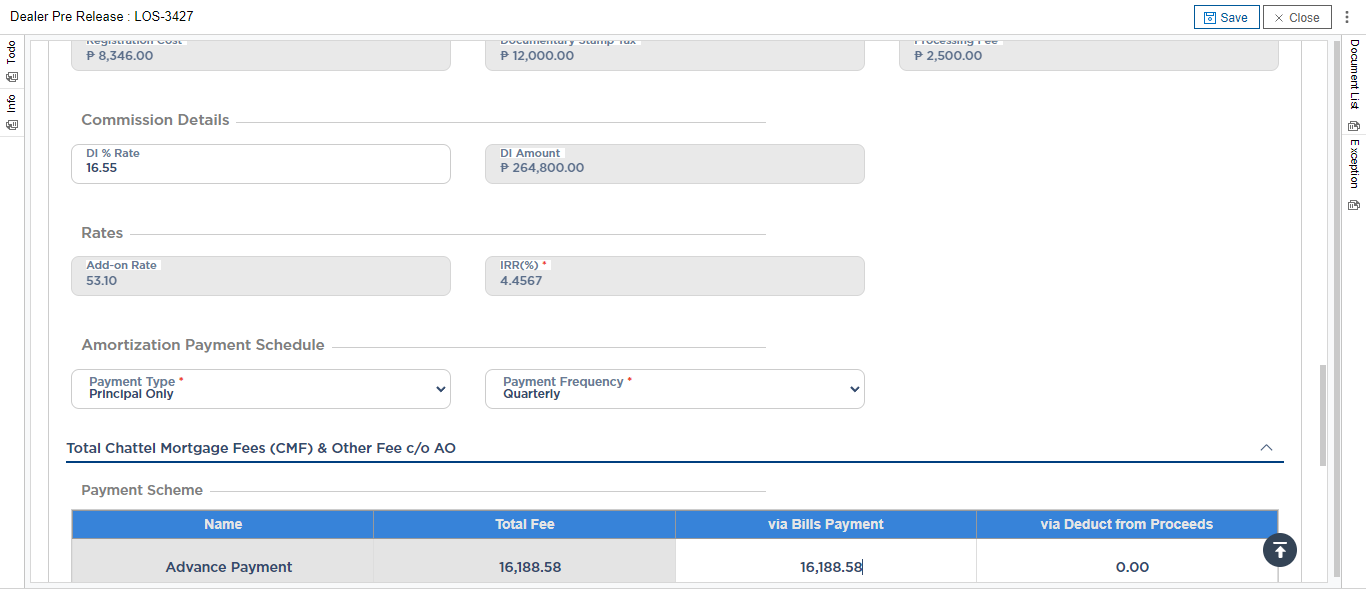 Dealer Pre Release : LOS-3427
Save
Close
Todo
Info
Document List
Exception
Registration Cost
₱ 8,346.00
Documentary Stamp Tax
₱ 12,000.00
Processing Fee
₱ 2,500.00
Commission Details
DI % Rate
16.55
DI Amount
₱ 264,800.00
Rates
Add-on Rate
53.10
IRR(%) *
4.4567
Amortization Payment Schedule
Payment Type *
Principal Only
Payment Frequency *
Quarterly
Total Chattel Mortgage Fees (CMF) & Other Fee c/o AO
Payment Scheme
Name Total Fee via Bills Payment via Deduct from Proceeds
Advance Payment 16,188.58 16,188.58 0.00